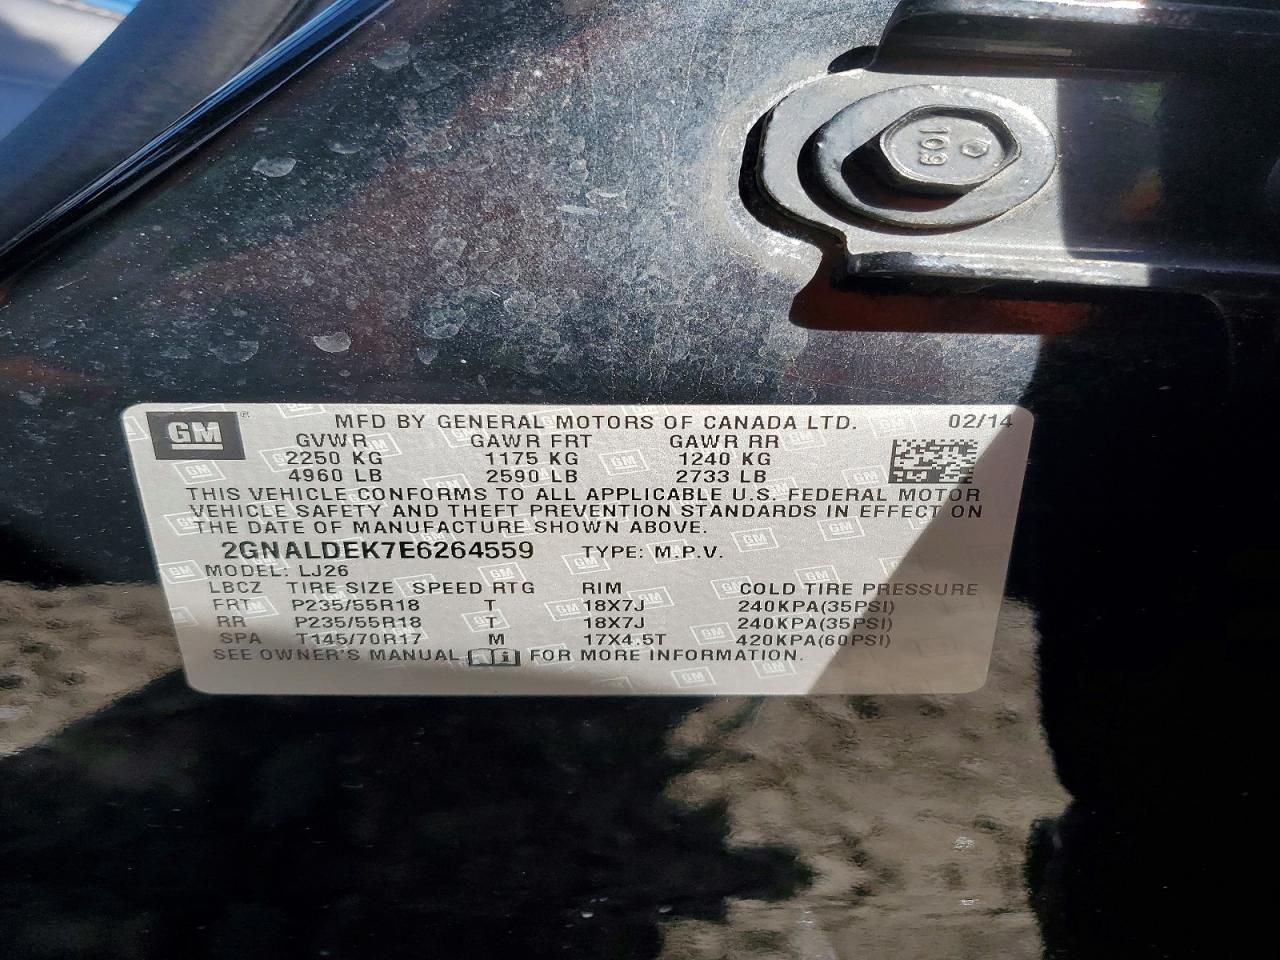 109
GM ® MFD BY GENERAL MOTORS OF CANADA LTD. 02/14
GVWR GAWR FRT GAWR RR
2250 KG 1175 KG 1240 KG
4960 LB 2590 LB 2733 LB
THIS VEHICLE CONFORMS TO ALL APPLICABLE U.S. FEDERAL MOTOR
VEHICLE SAFETY AND THEFT PREVENTION STANDARDS IN EFFECT ON
THE DATE OF MANUFACTURE SHOWN ABOVE.
2GNALDEK7E6264559 TYPE: M.P.V.
MODEL: LJ26
LBCZ TIRE SIZE SPEED RTG RIM COLD TIRE PRESSURE
FRT P235/55R18 T 18X7J 240KPA(35PSI)
RR P235/55R18 T 18X7J 240KPA(35PSI)
SPA T145/70R17 M 17X4.5T 420KPA(60PSI)
SEE OWNER'S MANUAL FOR MORE INFORMATION.